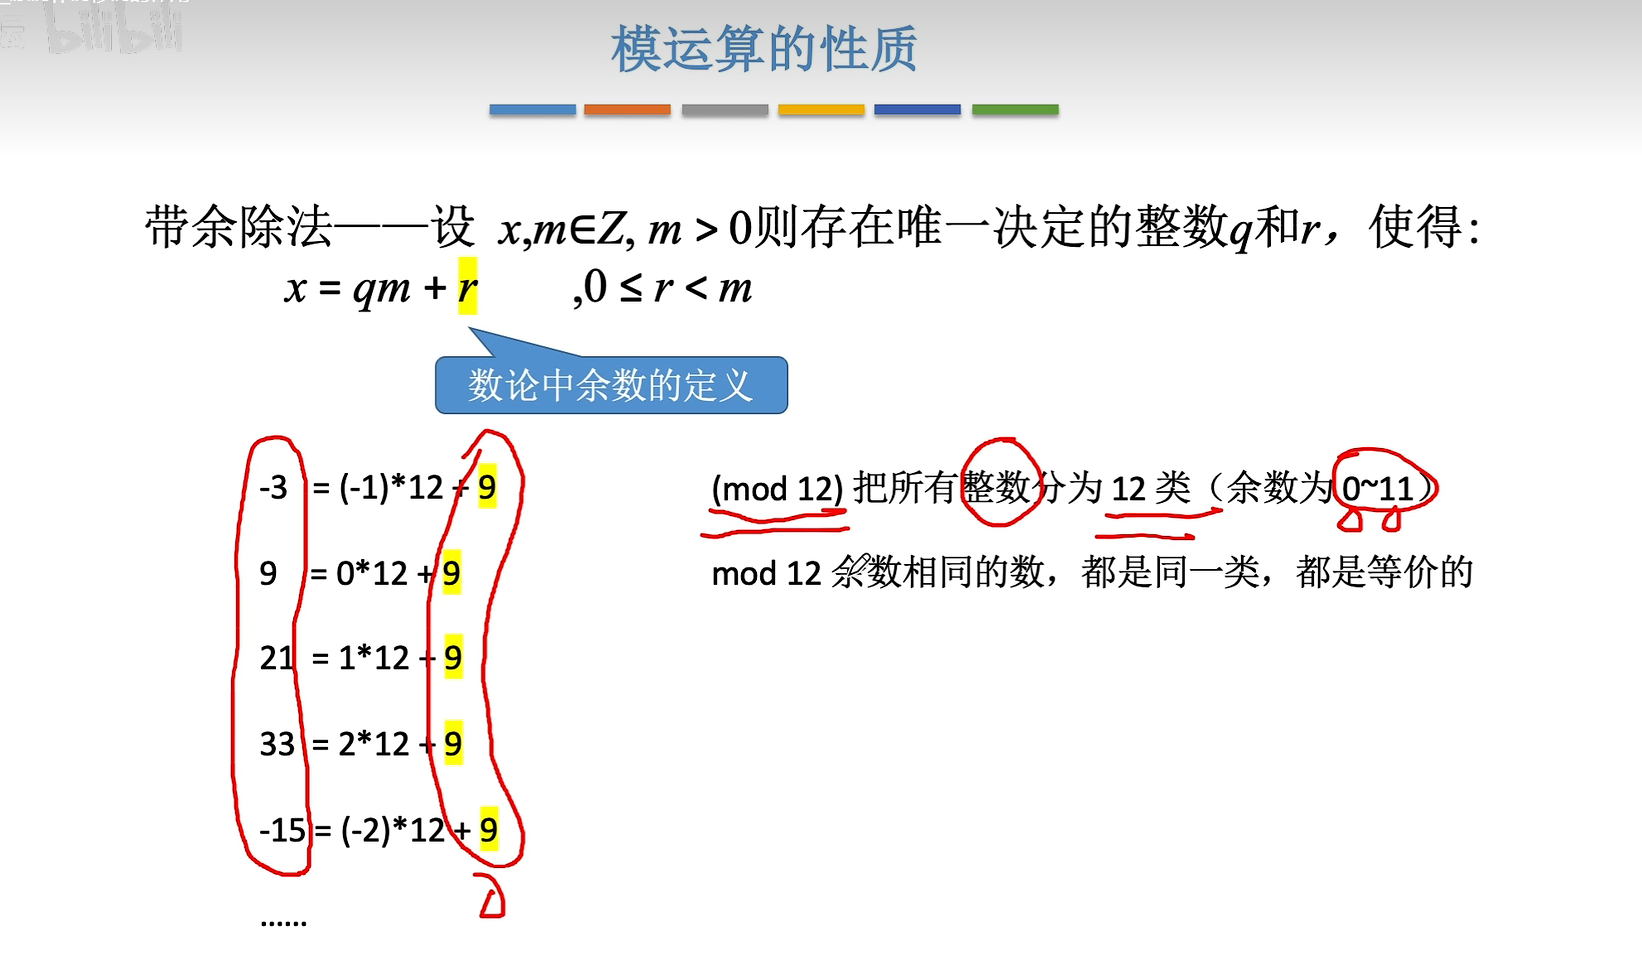 bilibili
模运算的性质
带余除法——设 x,m∈Z, m > 0则存在唯一决定的整数q和r，使得：
x = qm + r ,0 ≤ r < m
数论中余数的定义
-3 = (-1)*12 + 9
9 = 0*12 + 9
21 = 1*12 + 9
33 = 2*12 + 9
-15 = (-2)*12 + 9
......
(mod 12) 把所有整数分为 12 类（余数为 0~11）
mod 12 余数相同的数，都是同一类，都是等价的